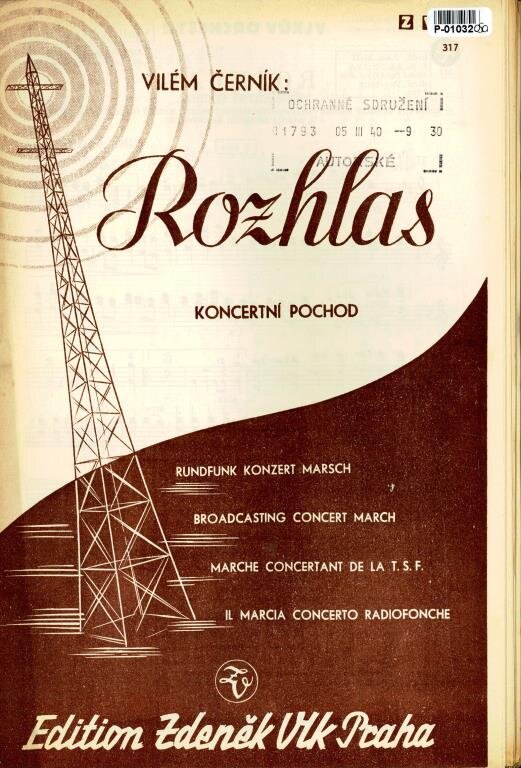 P-01032
317
VILÉM ČERNÍK:
OCHRANNÉ SDRUŽENÍ
11793 05 III 40 --9 30
AUTORSKÉ
Rozhlas
KONCERTNÍ POCHOD
RUNDFUNK KONZERT MARSCH
BROADCASTING CONCERT MARCH
MARCHE CONCERTANT DE LA T.S.F.
IL MARCIA CONCERTO RADIOFONCHE
Edition Zdeněk Vlk Praha